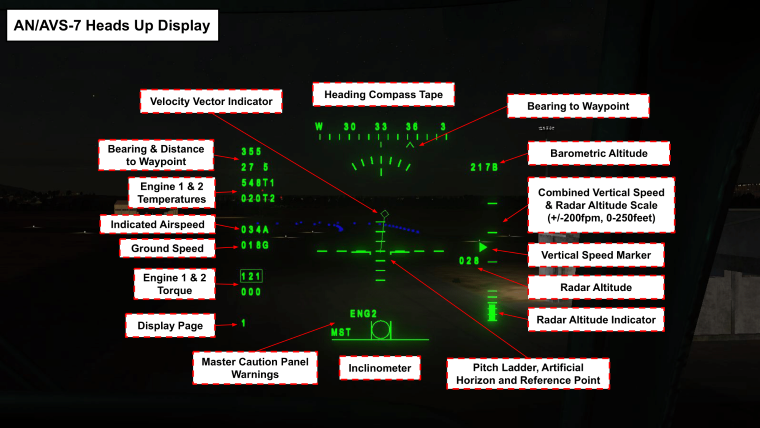 AN/AVS-7 Heads Up Display
Velocity Vector Indicator
Heading Compass Tape
Bearing to Waypoint
W 30 33 36 3
Bearing & Distance
to Waypoint
355
27 5
Barometric Altitude
217B
Engine 1 & 2
Temperatures
548T1
020T2
Combined Vertical Speed
& Radar Altitude Scale
(+/-200fpm, 0-250feet)
Indicated Airspeed
034A
Ground Speed
018G
Vertical Speed Marker
028
Radar Altitude
Engine 1 & 2
Torque
121
000
Radar Altitude Indicator
Display Page
1
ENG2
MST
Master Caution Panel
Warnings
Inclinometer
Pitch Ladder, Artificial
Horizon and Reference Point